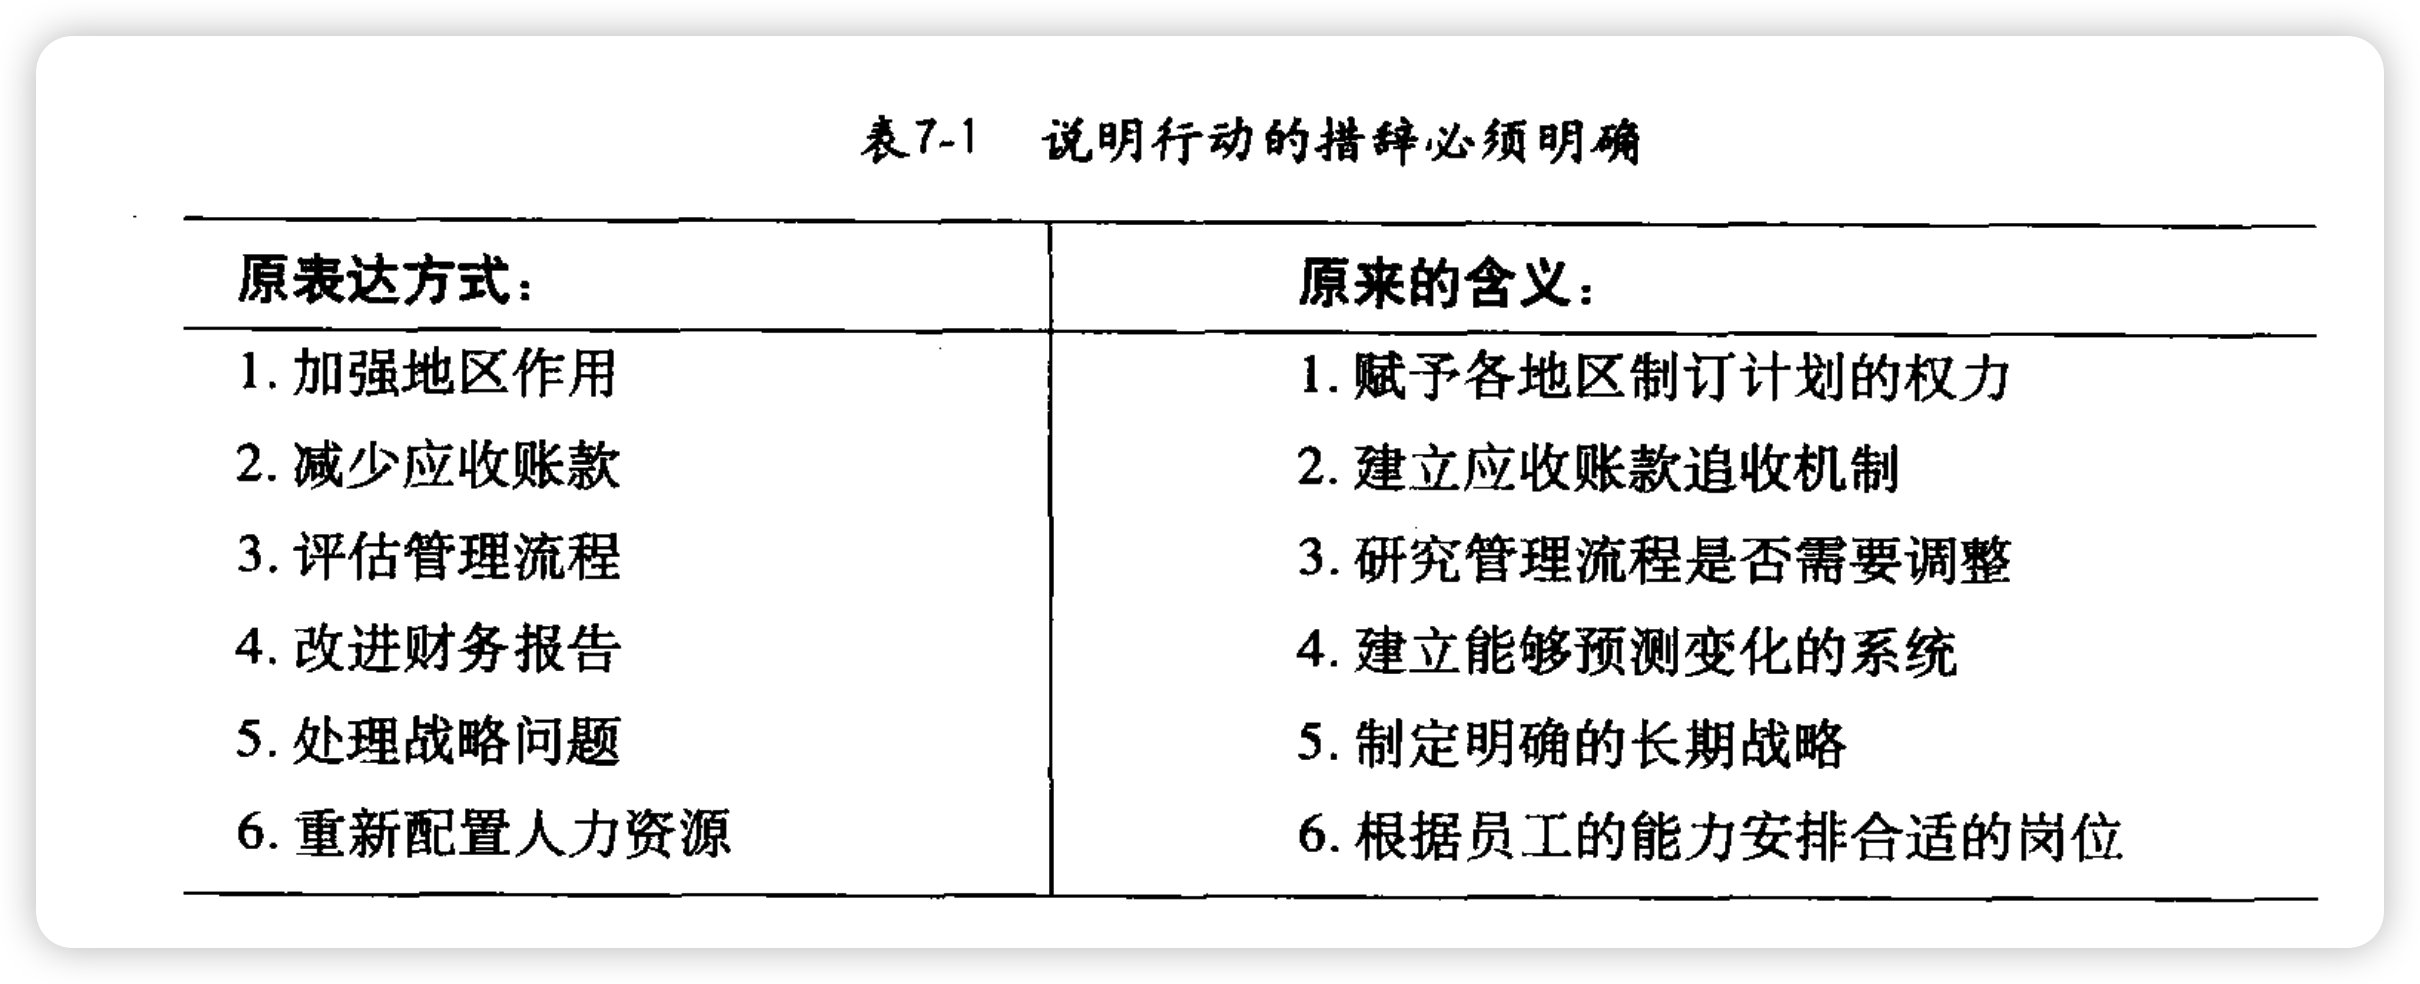 表7-1 说明行动的措辞必须明确
原表达方式： 原来的含义：
1. 加强地区作用 1. 赋予各地区制订计划的权力
2. 减少应收账款 2. 建立应收账款追收机制
3. 评估管理流程 3. 研究管理流程是否需要调整
4. 改进财务报告 4. 建立能够预测变化的系统
5. 处理战略问题 5. 制定明确的长期战略
6. 重新配置人力资源 6. 根据员工的能力安排合适的岗位